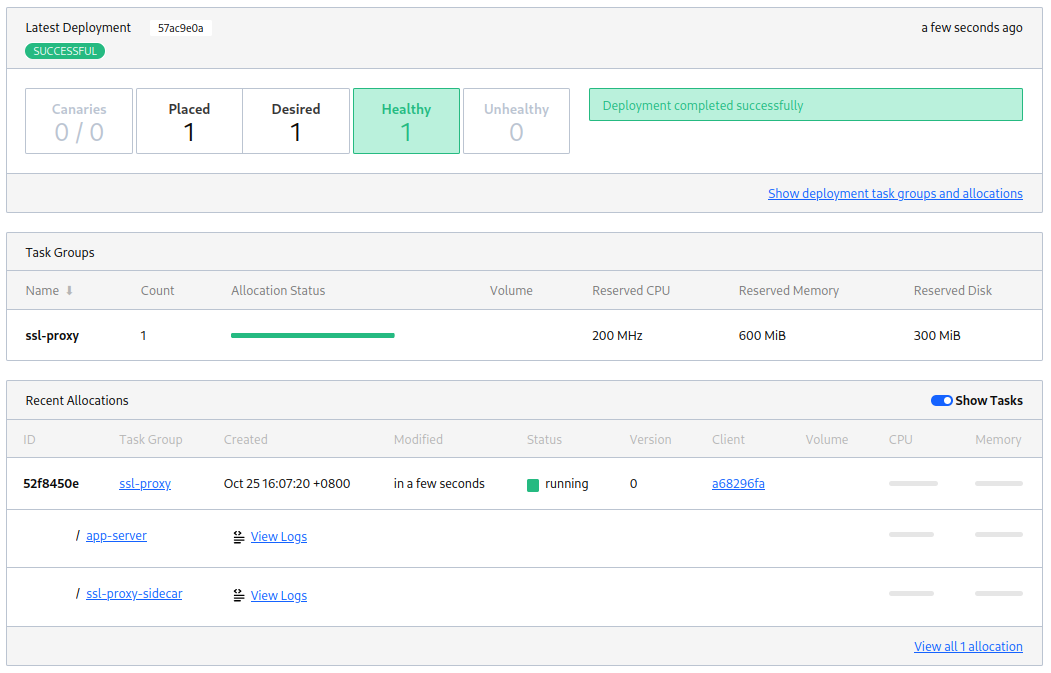 Latest Deployment 57ac9e0a a few seconds ago
SUCCESSFUL
Canaries Placed Desired Healthy Unhealthy
0 / 0 1 1 1 0
Deployment completed successfully
Show deployment task groups and allocations
Task Groups
Name Count Allocation Status Volume Reserved CPU Reserved Memory Reserved Disk
ssl-proxy 1 200 MHz 600 MiB 300 MiB
Recent Allocations Show Tasks
ID Task Group Created Modified Status Version Client Volume CPU Memory
52f8450e ssl-proxy Oct 25 16:07:20 +0800 in a few seconds running 0 a68296fa
/ app-server View Logs
/ ssl-proxy-sidecar View Logs
View all 1 allocation